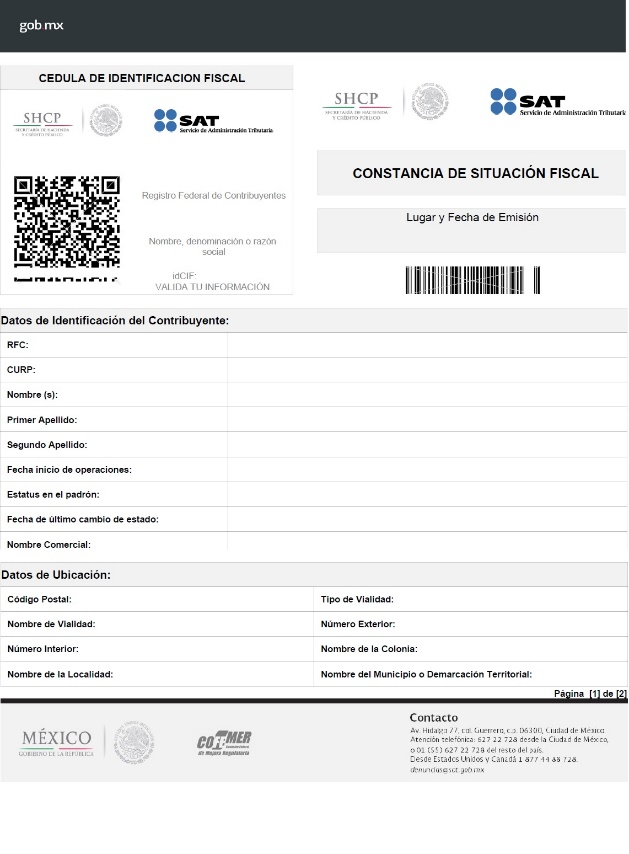 gob mx
CEDULA DE IDENTIFICACION FISCAL
SHCP
SECRETARÍA DE HACIENDA
Y CRÉDITO PÚBLICO
SAT
Servicio de Administración Tributaria
Registro Federal de Contribuyentes
Nombre, denominación o razón
social
idCIF:
VALIDA TU INFORMACIÓN
SHCP
SECRETARÍA DE HACIENDA
Y CRÉDITO PÚBLICO
SAT
Servicio de Administración Tributaria
CONSTANCIA DE SITUACIÓN FISCAL
Lugar y Fecha de Emisión
Datos de Identificación del Contribuyente:
RFC:
CURP:
Nombre (s):
Primer Apellido:
Segundo Apellido:
Fecha inicio de operaciones:
Estatus en el padrón:
Fecha de último cambio de estado:
Nombre Comercial:
Datos de Ubicación:
Código Postal:
Tipo de Vialidad:
Nombre de Vialidad:
Número Exterior:
Número Interior:
Nombre de la Colonia:
Nombre de la Localidad:
Nombre del Municipio o Demarcación Territorial:
Página [1] de [2]
MÉXICO
GOBIERNO DE LA REPÚBLICA
COFEMER
de Mejora Regulatoria
Contacto
Av. Hidalgo 77, col. Guerrero, c.p. 06300, Ciudad de México.
Atención telefónica: 627 22 728 desde la Ciudad de México,
o 01 (55) 627 22 728 del resto del país.
Desde Estados Unidos y Canadá 1 877 44 88 728.
denuncias@sat.gob.mx